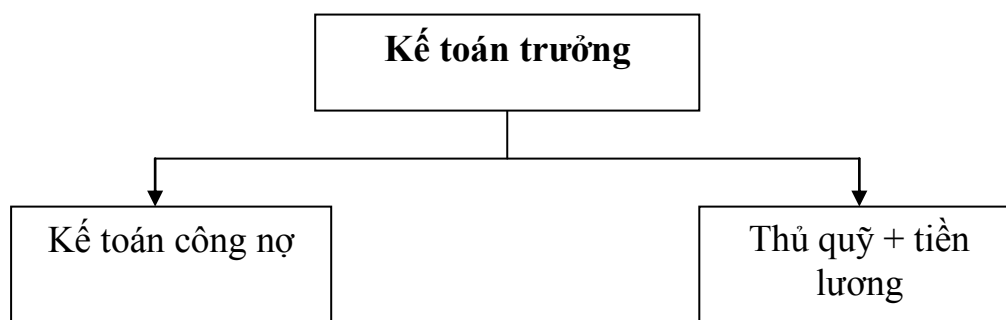 Kế toán trưởng
Kế toán công nợ
Thủ quỹ + tiền
lương